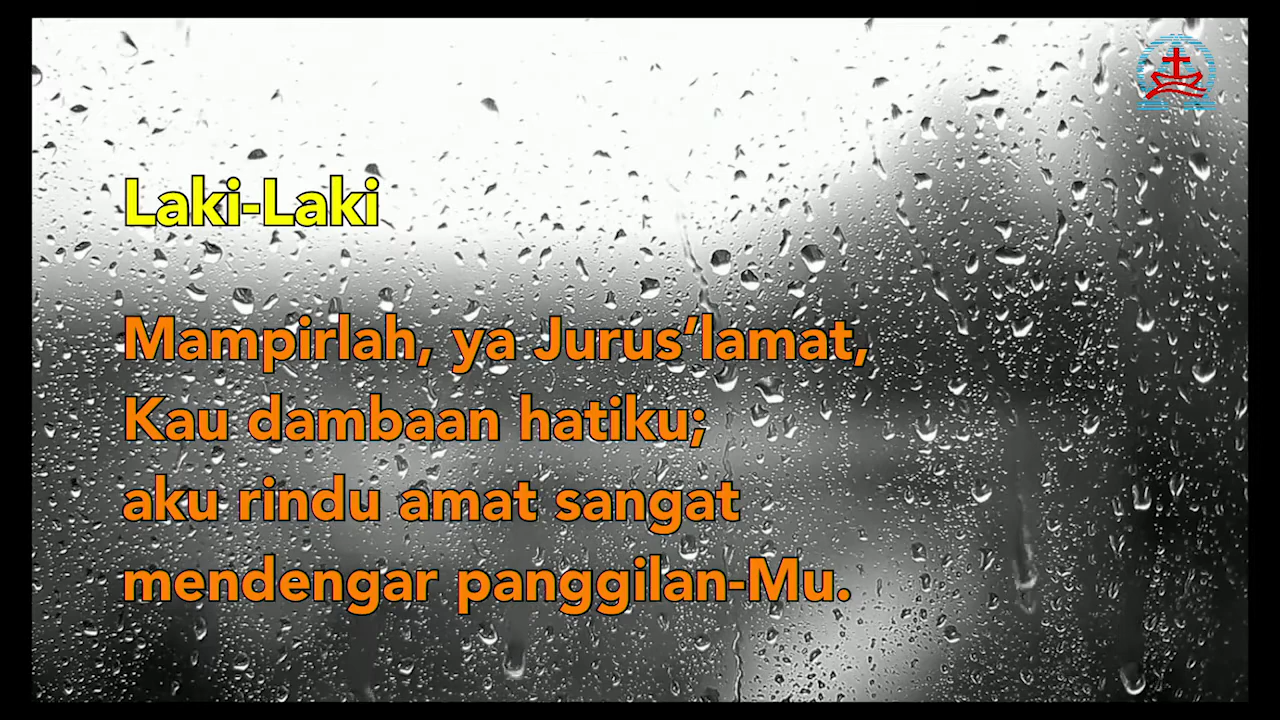 Laki-Laki
Mampirlah, ya Jurus’lamat,
Kau dambaan hatiku;
aku rindu amat sangat
mendengar panggilan-Mu.